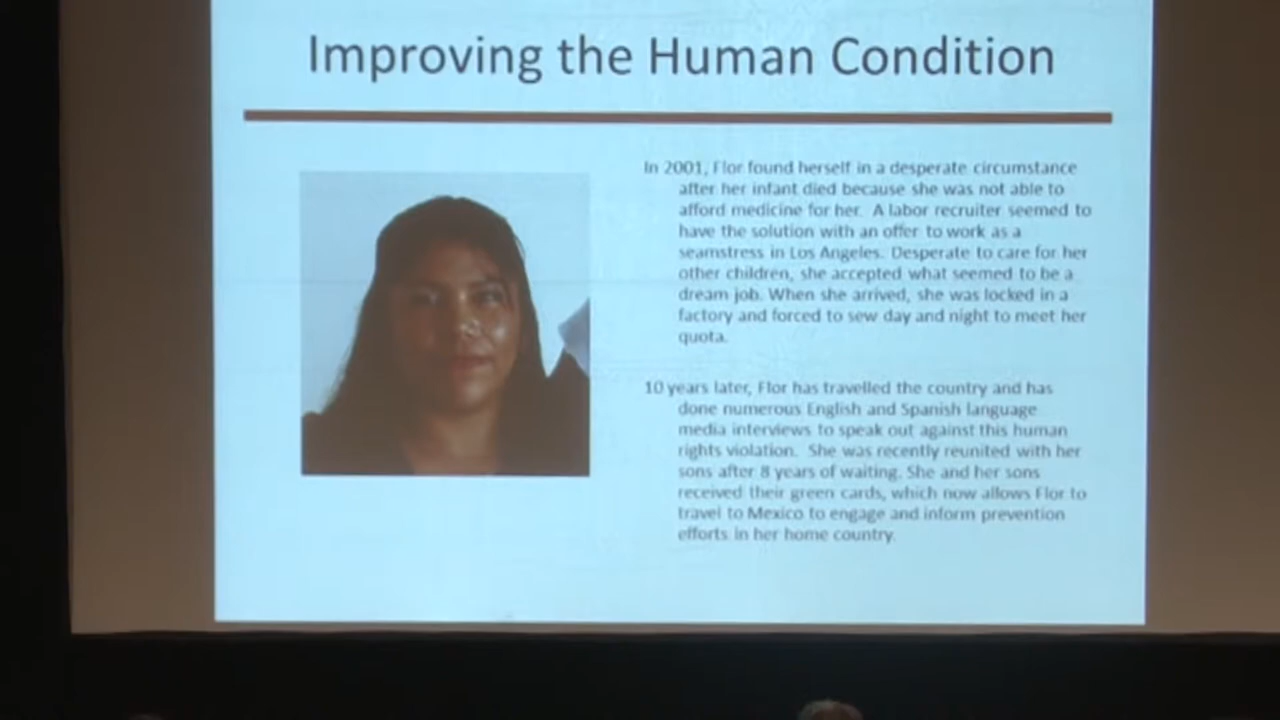 Improving the Human Condition
In 2001, Flor found herself in a desperate circumstance
after her infant died because she was not able to
afford medicine for her. A labor recruiter seemed to
have the solution with an offer to work as a
seamstress in Los Angeles. Desperate to care for her
other children, she accepted what seemed to be a
dream job. When she arrived, she was locked in a
factory and forced to sew day and night to meet her
quota.
10 years later, Flor has travelled the country and has
done numerous English and Spanish language
media interviews to speak out against this human
rights violation. She was recently reunited with her
sons after 8 years of waiting. She and her sons
received their green cards, which now allows Flor to
travel to Mexico to engage and inform prevention
efforts in her home country.